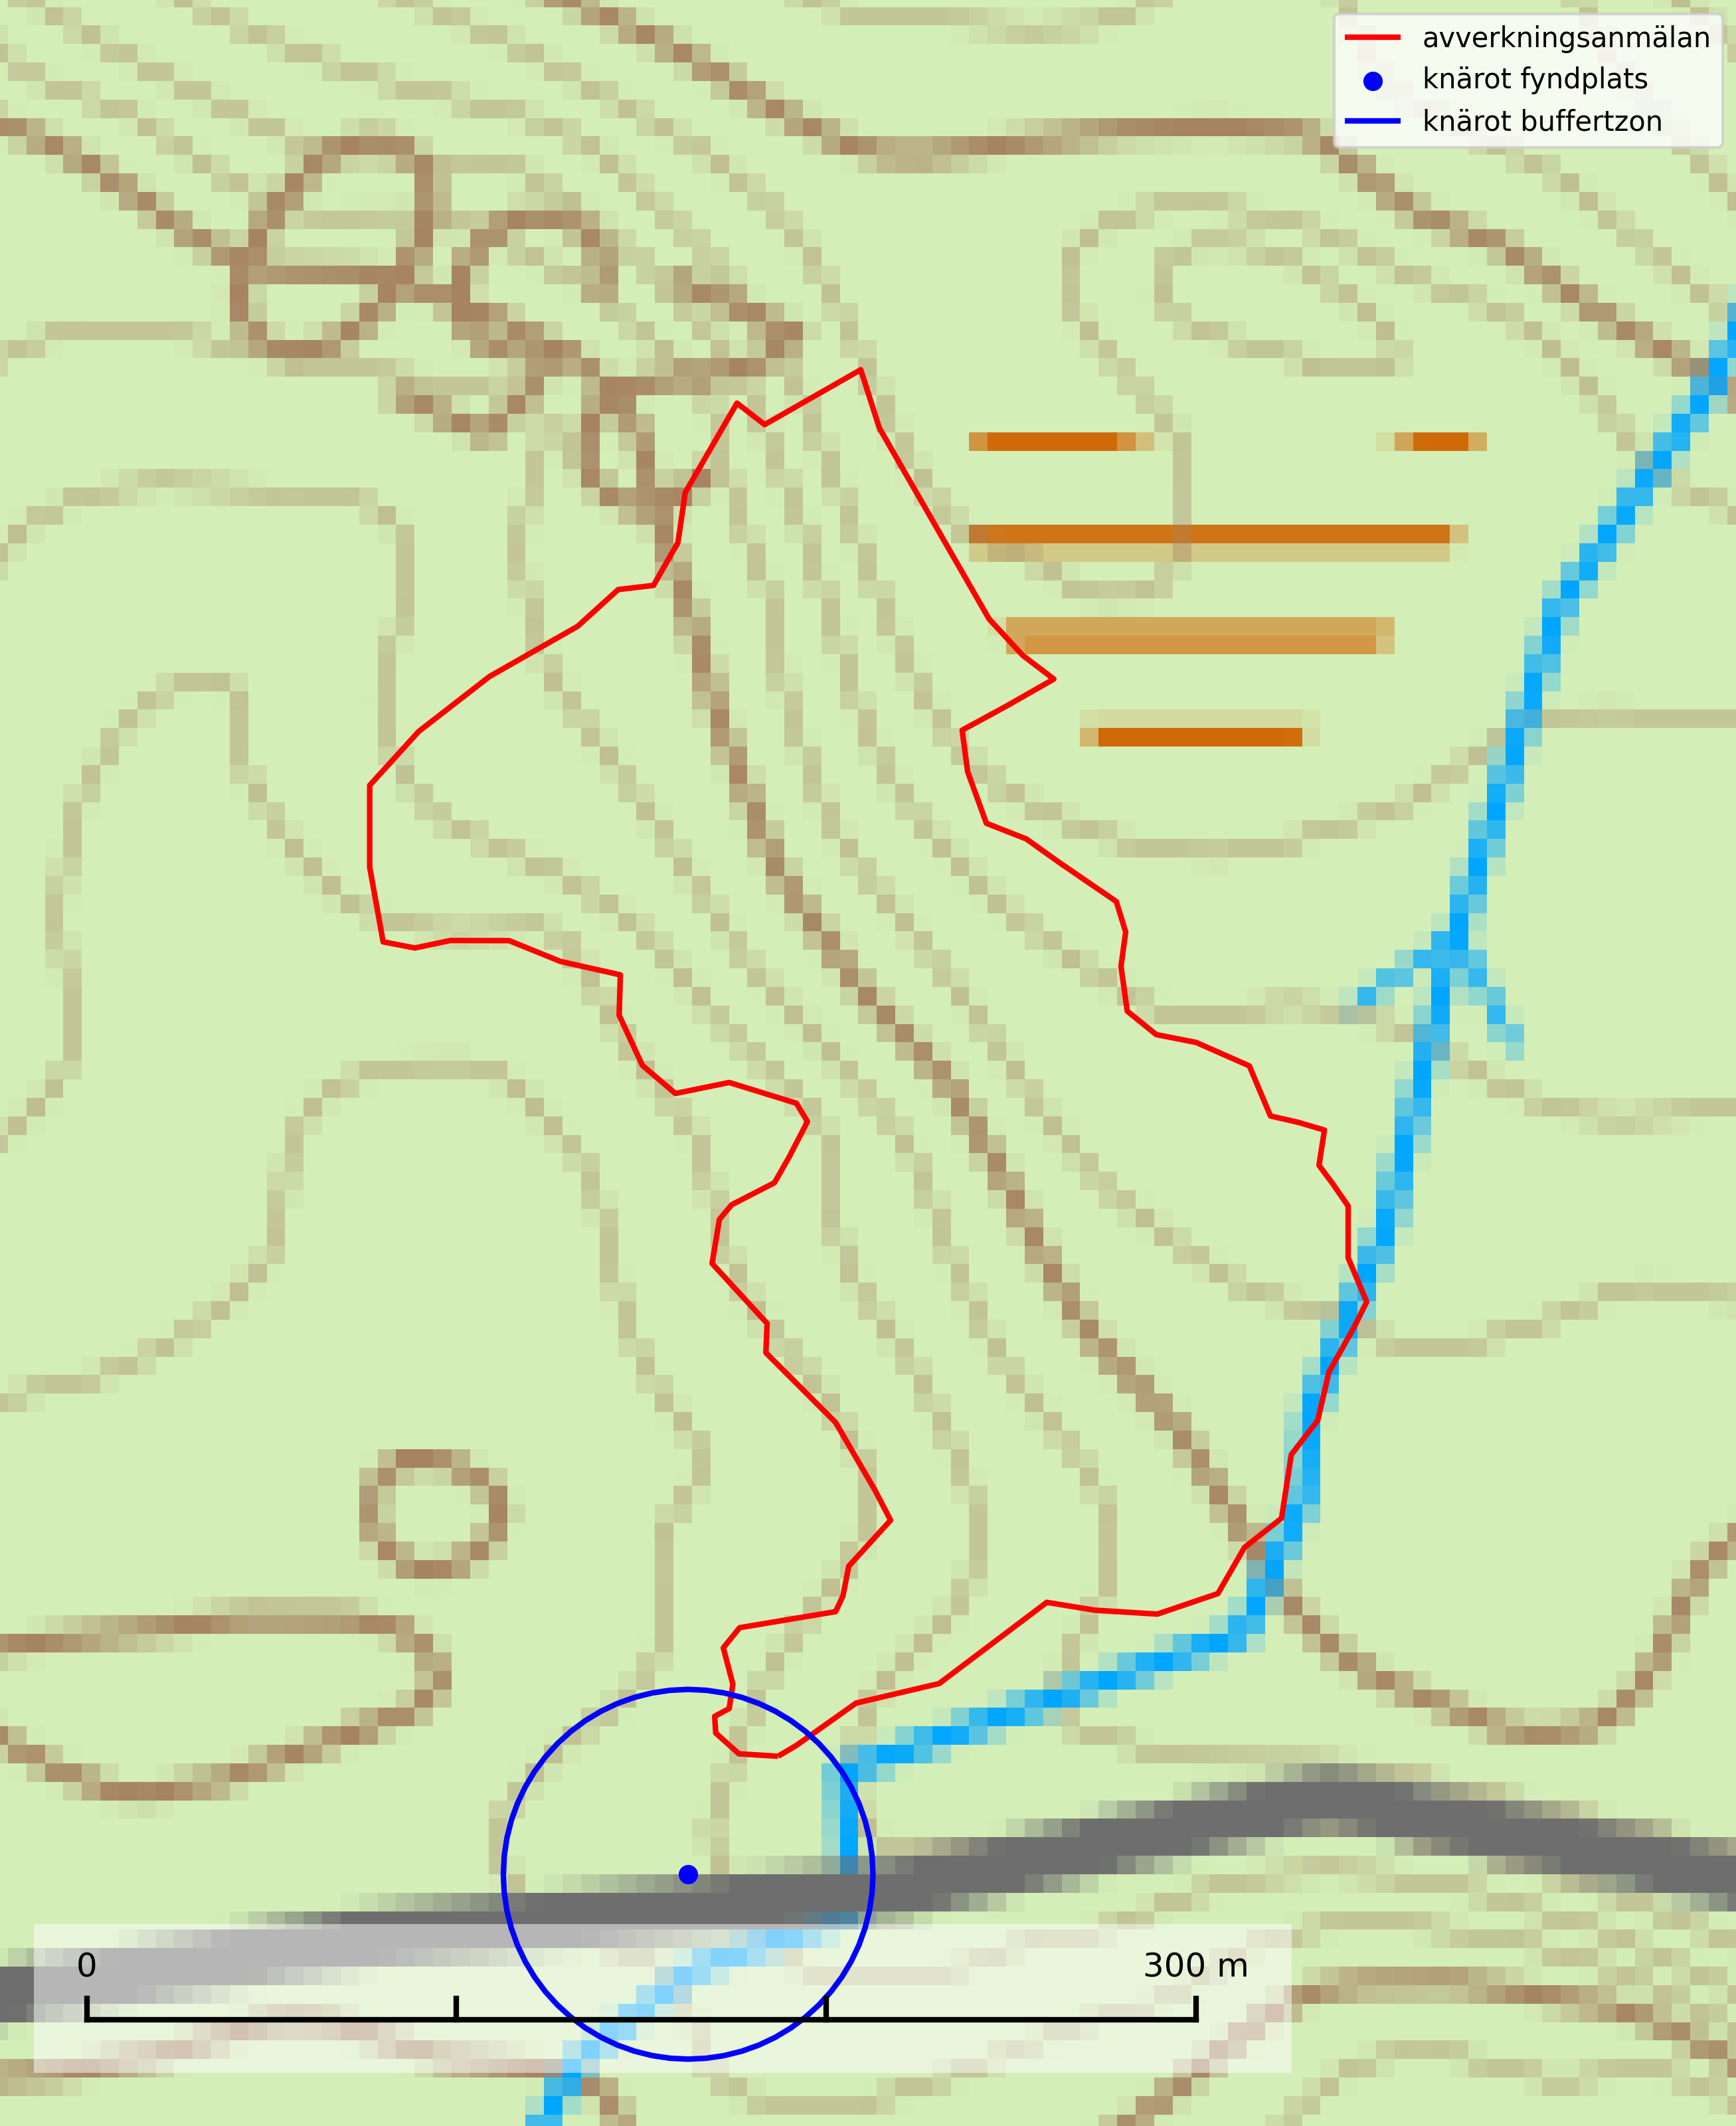 avverkningsanmälan
knärot fyndplats
knärot buffertzon
0
300 m